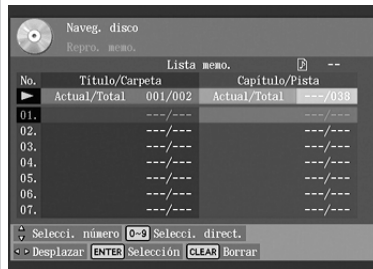 Naveg. disco
Repro. memo.
Lista memo. --
No. Título/Carpeta Capítulo/Pista
Actual/Total 001/002 Actual/Total ---/038
01. ---/--- ---/---
02. ---/--- ---/---
03. ---/--- ---/---
04. ---/--- ---/---
05. ---/--- ---/---
06. ---/--- ---/---
07. ---/--- ---/---
Selecci. número 0~9 Selecci. direct.
Desplazar ENTER Selección CLEAR Borrar